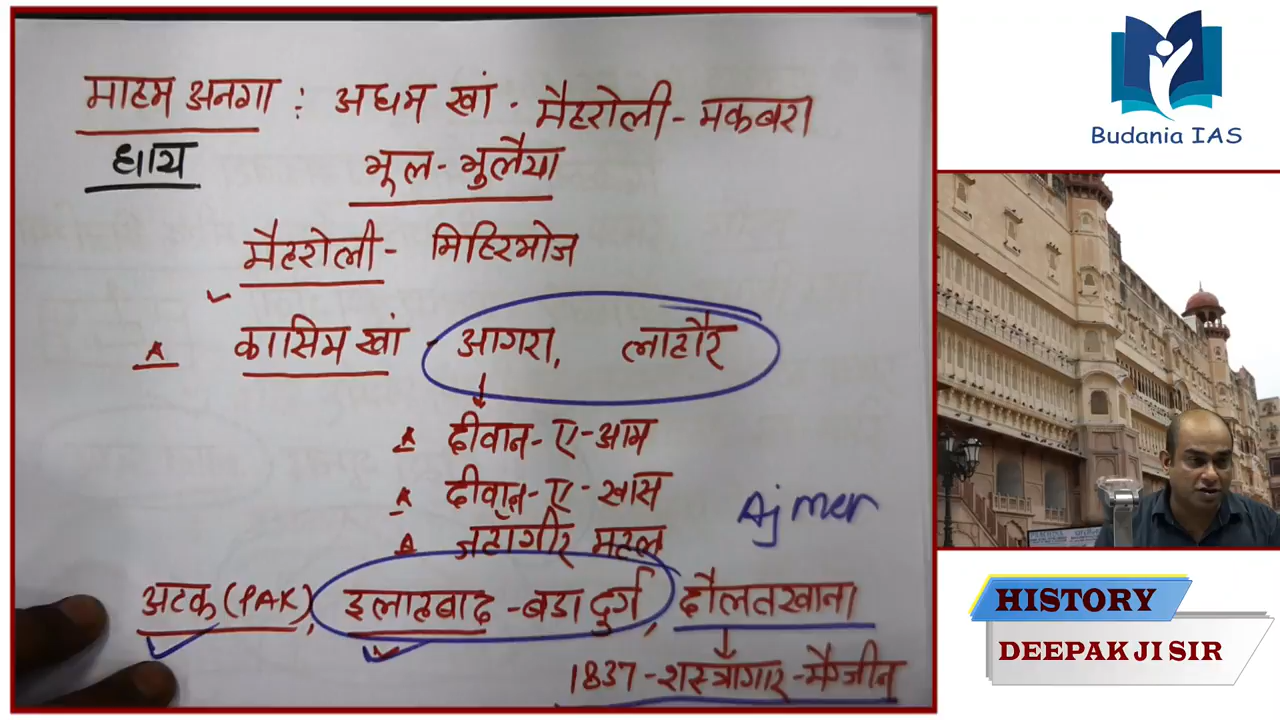 माहम अनगा : अधम खां · मैहरोली - मकबरा
धाय भूल - भुलैया
मैहरोली - मिहिरभोज
कासिम खां - आगरा, लाहौर
दीवान - ए - आम
दीवान - ए - खास
जहाँगीर महल
Ajmer
अटक (PAK), इलाहबाद - बडा दुर्ग, दौलतखाना
1837 - शस्त्रागार - मैग्जीन
Budania IAS
HISTORY
DEEPAK JI SIR